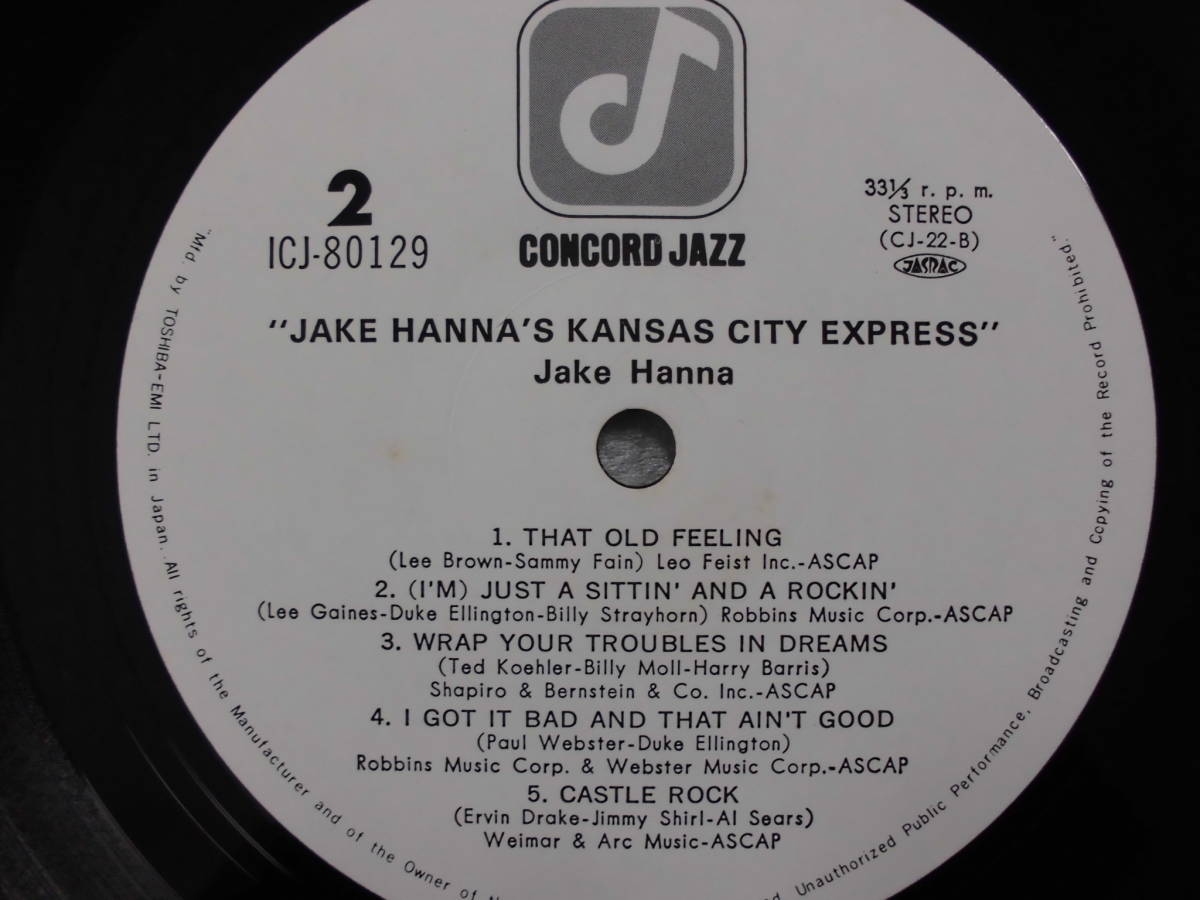 2
ICJ-80129
CONCORD JAZZ
33⅓ r. p. m.
STEREO
(CJ-22-B)
JASRAC
"JAKE HANNA'S KANSAS CITY EXPRESS"
Jake Hanna
1. THAT OLD FEELING
(Lee Brown-Sammy Fain) Leo Feist Inc.-ASCAP
2. (I'M) JUST A SITTIN' AND A ROCKIN'
(Lee Gaines-Duke Ellington-Billy Strayhorn) Robbins Music Corp.-ASCAP
3. WRAP YOUR TROUBLES IN DREAMS
(Ted Koehler-Billy Moll-Harry Barris)
Shapiro & Bernstein & Co. Inc.-ASCAP
4. I GOT IT BAD AND THAT AIN'T GOOD
(Paul Webster-Duke Ellington)
Robbins Music Corp. & Webster Music Corp.-ASCAP
5. CASTLE ROCK
(Ervin Drake-Jimmy Shirl-Al Sears)
Weimar & Arc Music-ASCAP
"Mfd. by TOSHIBA-EMI LTD. in Japan. All rights of the Manufacturer and of the Owner of Unauthorized Public Performance, Broadcasting and Copying of the Record Prohibited."